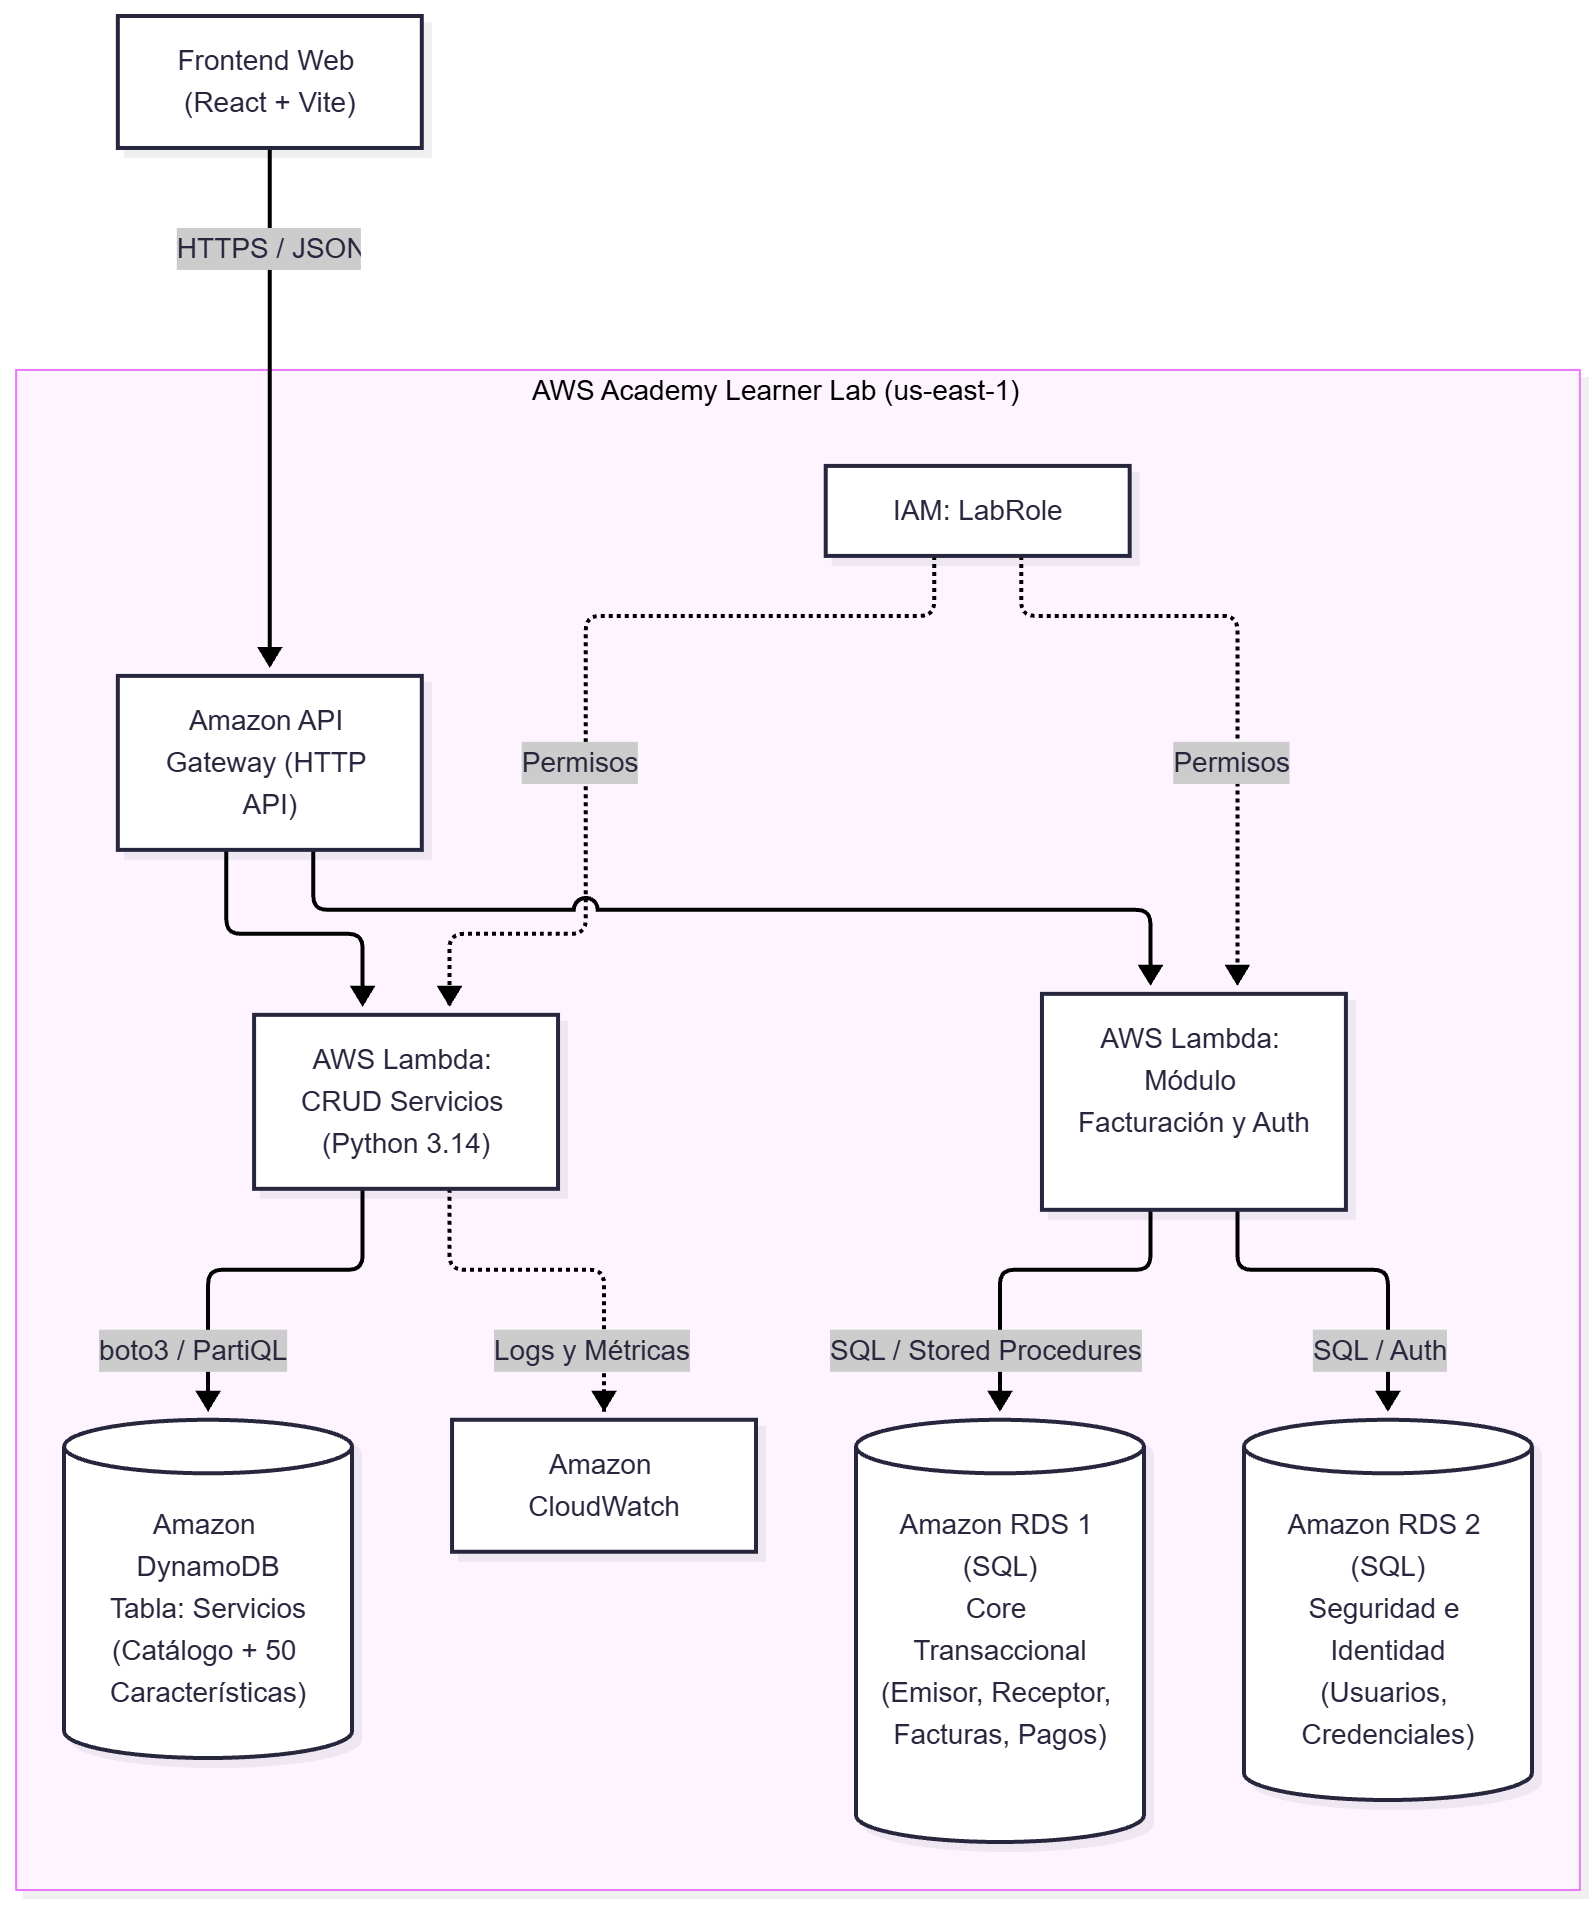 Frontend Web
(React + Vite)
HTTPS / JSON
AWS Academy Learner Lab (us-east-1)
IAM: LabRole
Amazon API
Gateway (HTTP
API)
Permisos
Permisos
AWS Lambda:
CRUD Servicios
(Python 3.14)
AWS Lambda:
Módulo
Facturación y Auth
boto3 / PartiQL
Logs y Métricas
SQL / Stored Procedures
SQL / Auth
Amazon
DynamoDB
Tabla: Servicios
(Catálogo + 50
Características)
Amazon
CloudWatch
Amazon RDS 1
(SQL)
Core
Transaccional
(Emisor, Receptor,
Facturas, Pagos)
Amazon RDS 2
(SQL)
Seguridad e
Identidad
(Usuarios,
Credenciales)